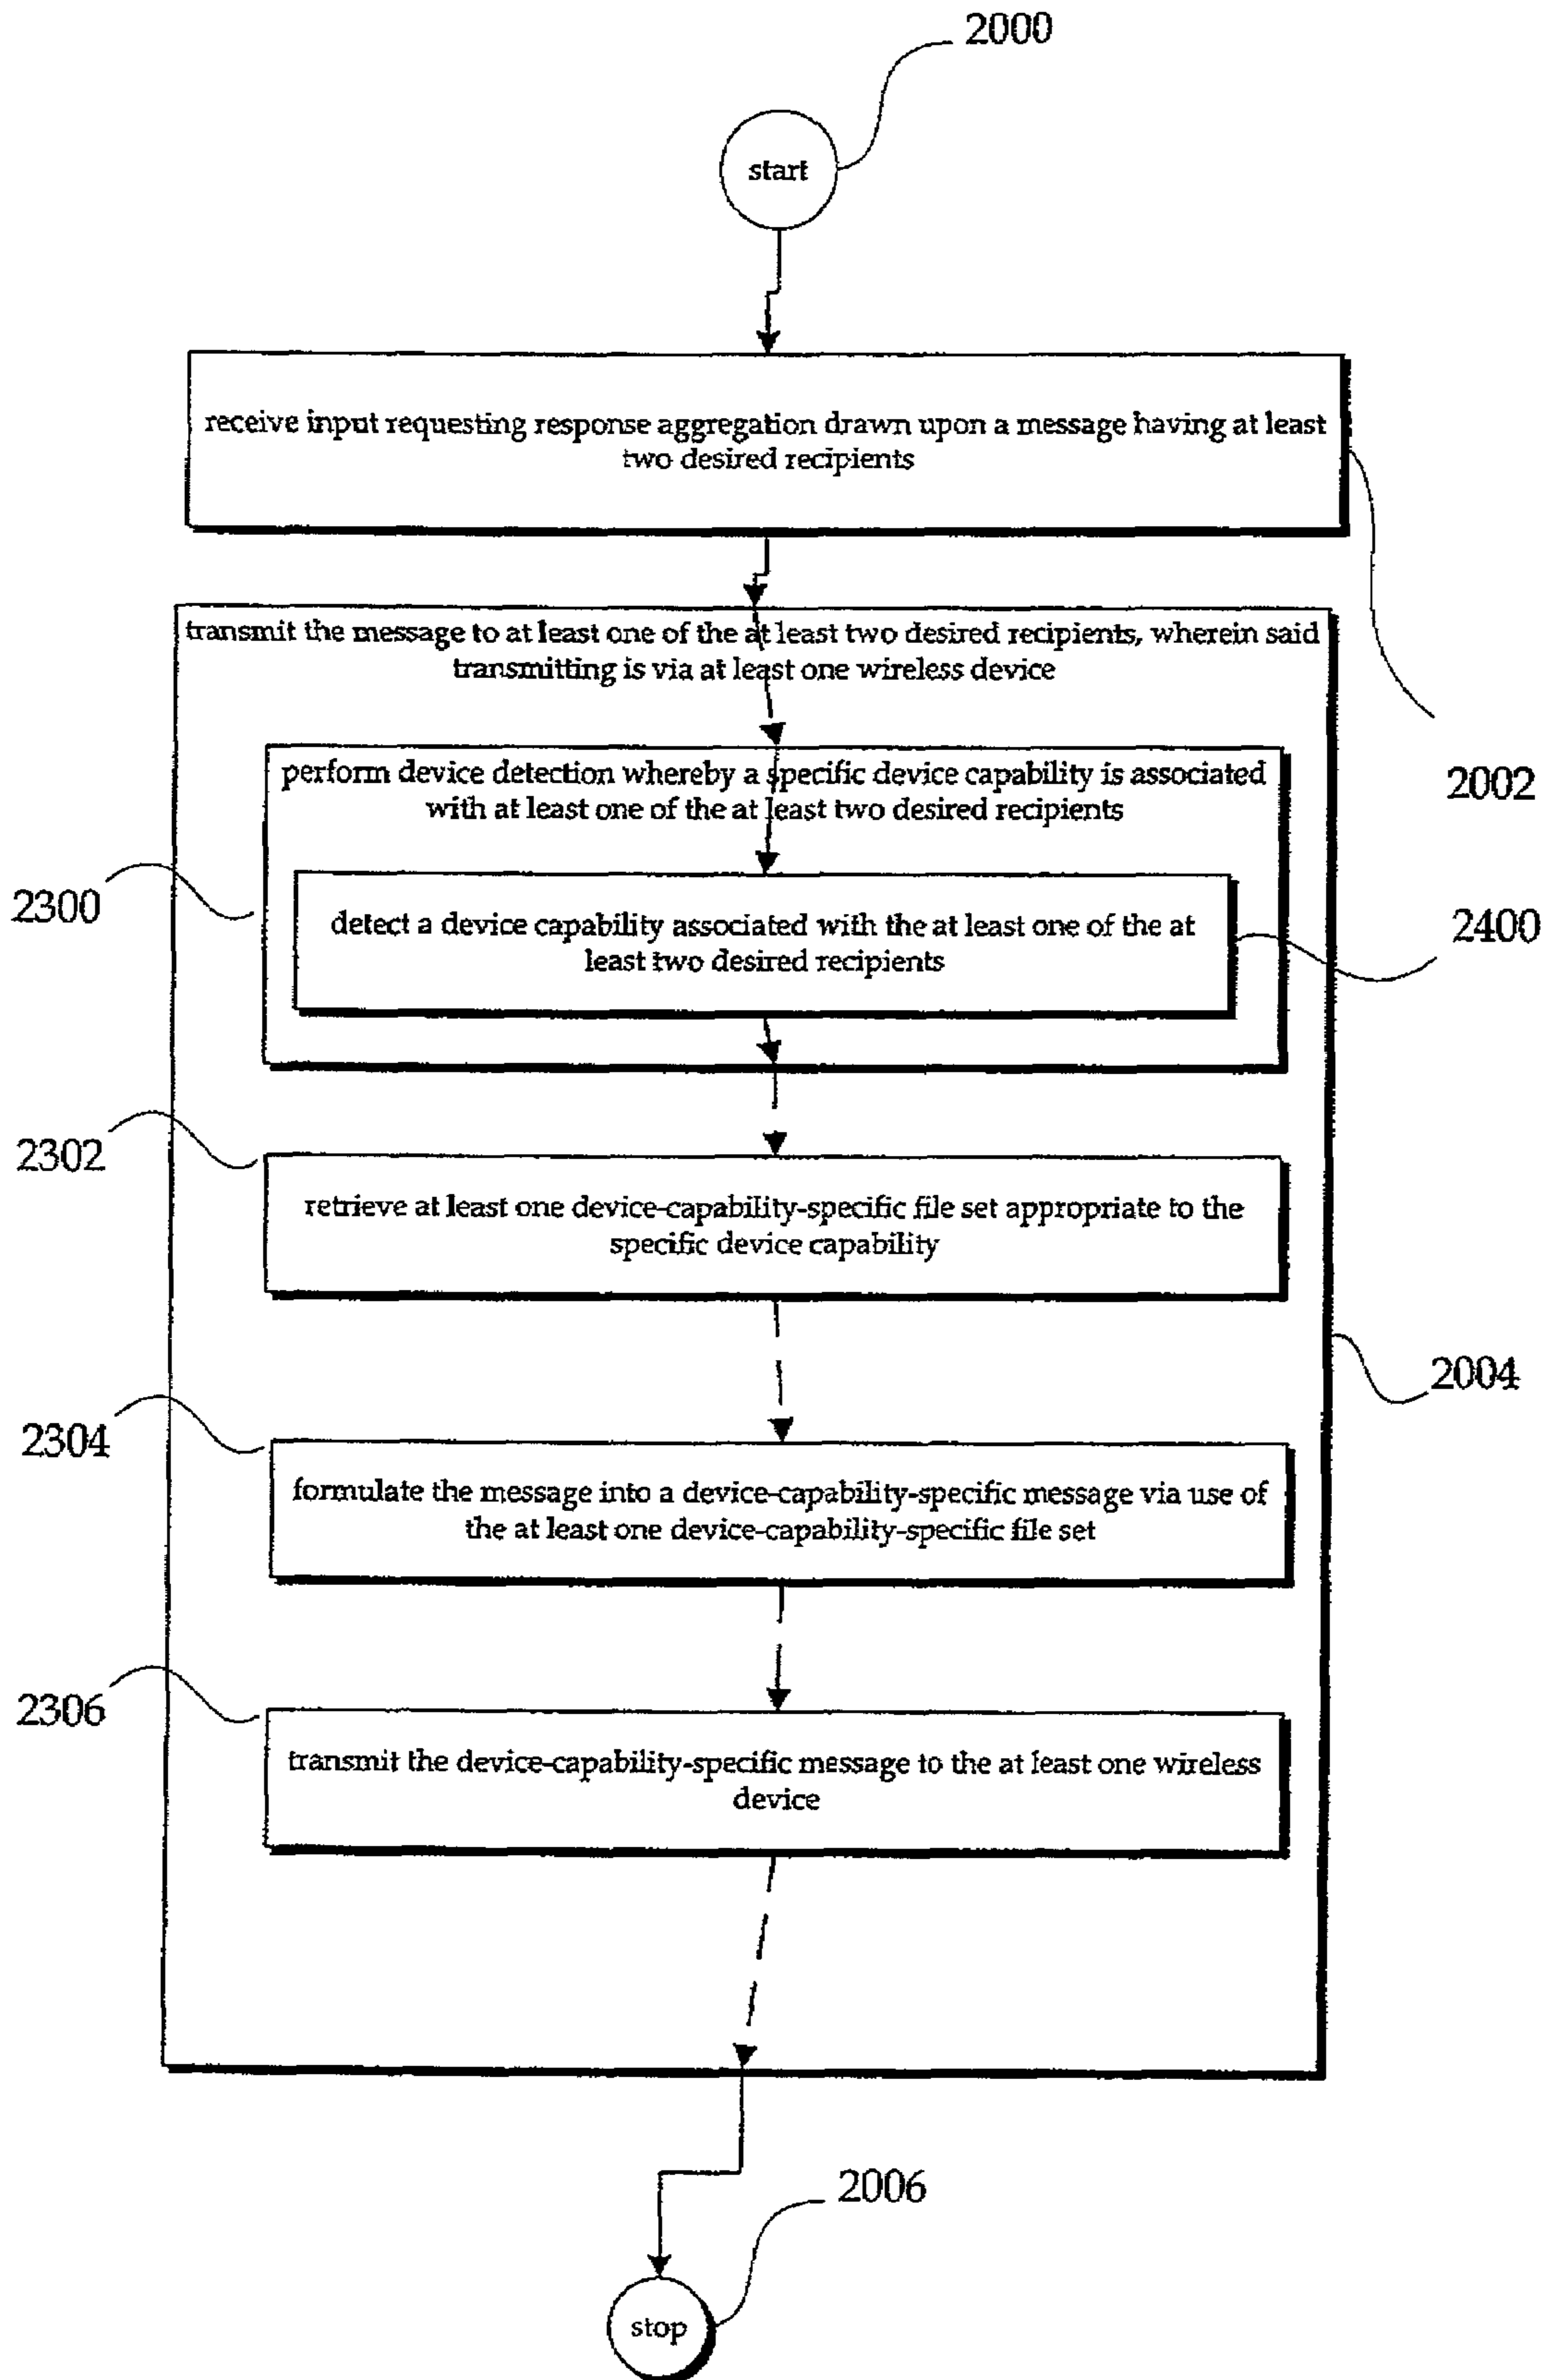 2000
start
receive input requesting response aggregation drawn upon a message having at least
two desired recipients
transmit the message to at least one of the at least two desired recipients, wherein said
transmitting is via at least one wireless device
perform device detection whereby a specific device capability is associated
with at least one of the at least two desired recipients
2002
2300
detect a device capability associated with the at least one of the at
least two desired recipients
2400
2302
retrieve at least one device-capability-specific file set appropriate to the
specific device capability
2004
2304
formulate the message into a device-capability-specific message via use of
the at least one device-capability-specific file set
2306
transmit the device-capability-specific message to the at least one wireless
device
2006
stop